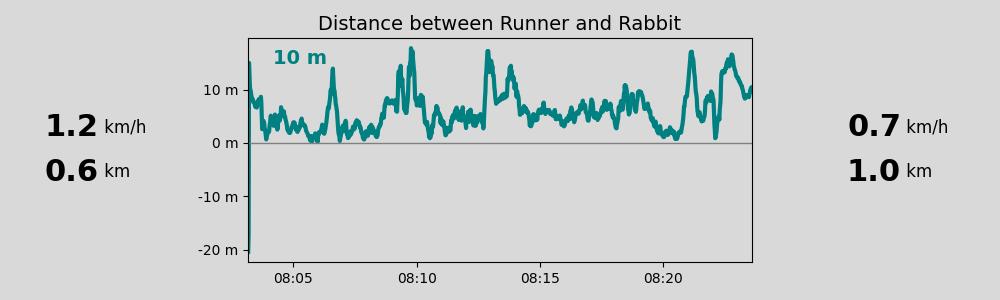 Distance between Runner and Rabbit
10 m
10 m
0 m
-10 m
-20 m
08:05 08:10 08:15 08:20
1.2 km/h
0.6 km
0.7 km/h
1.0 km